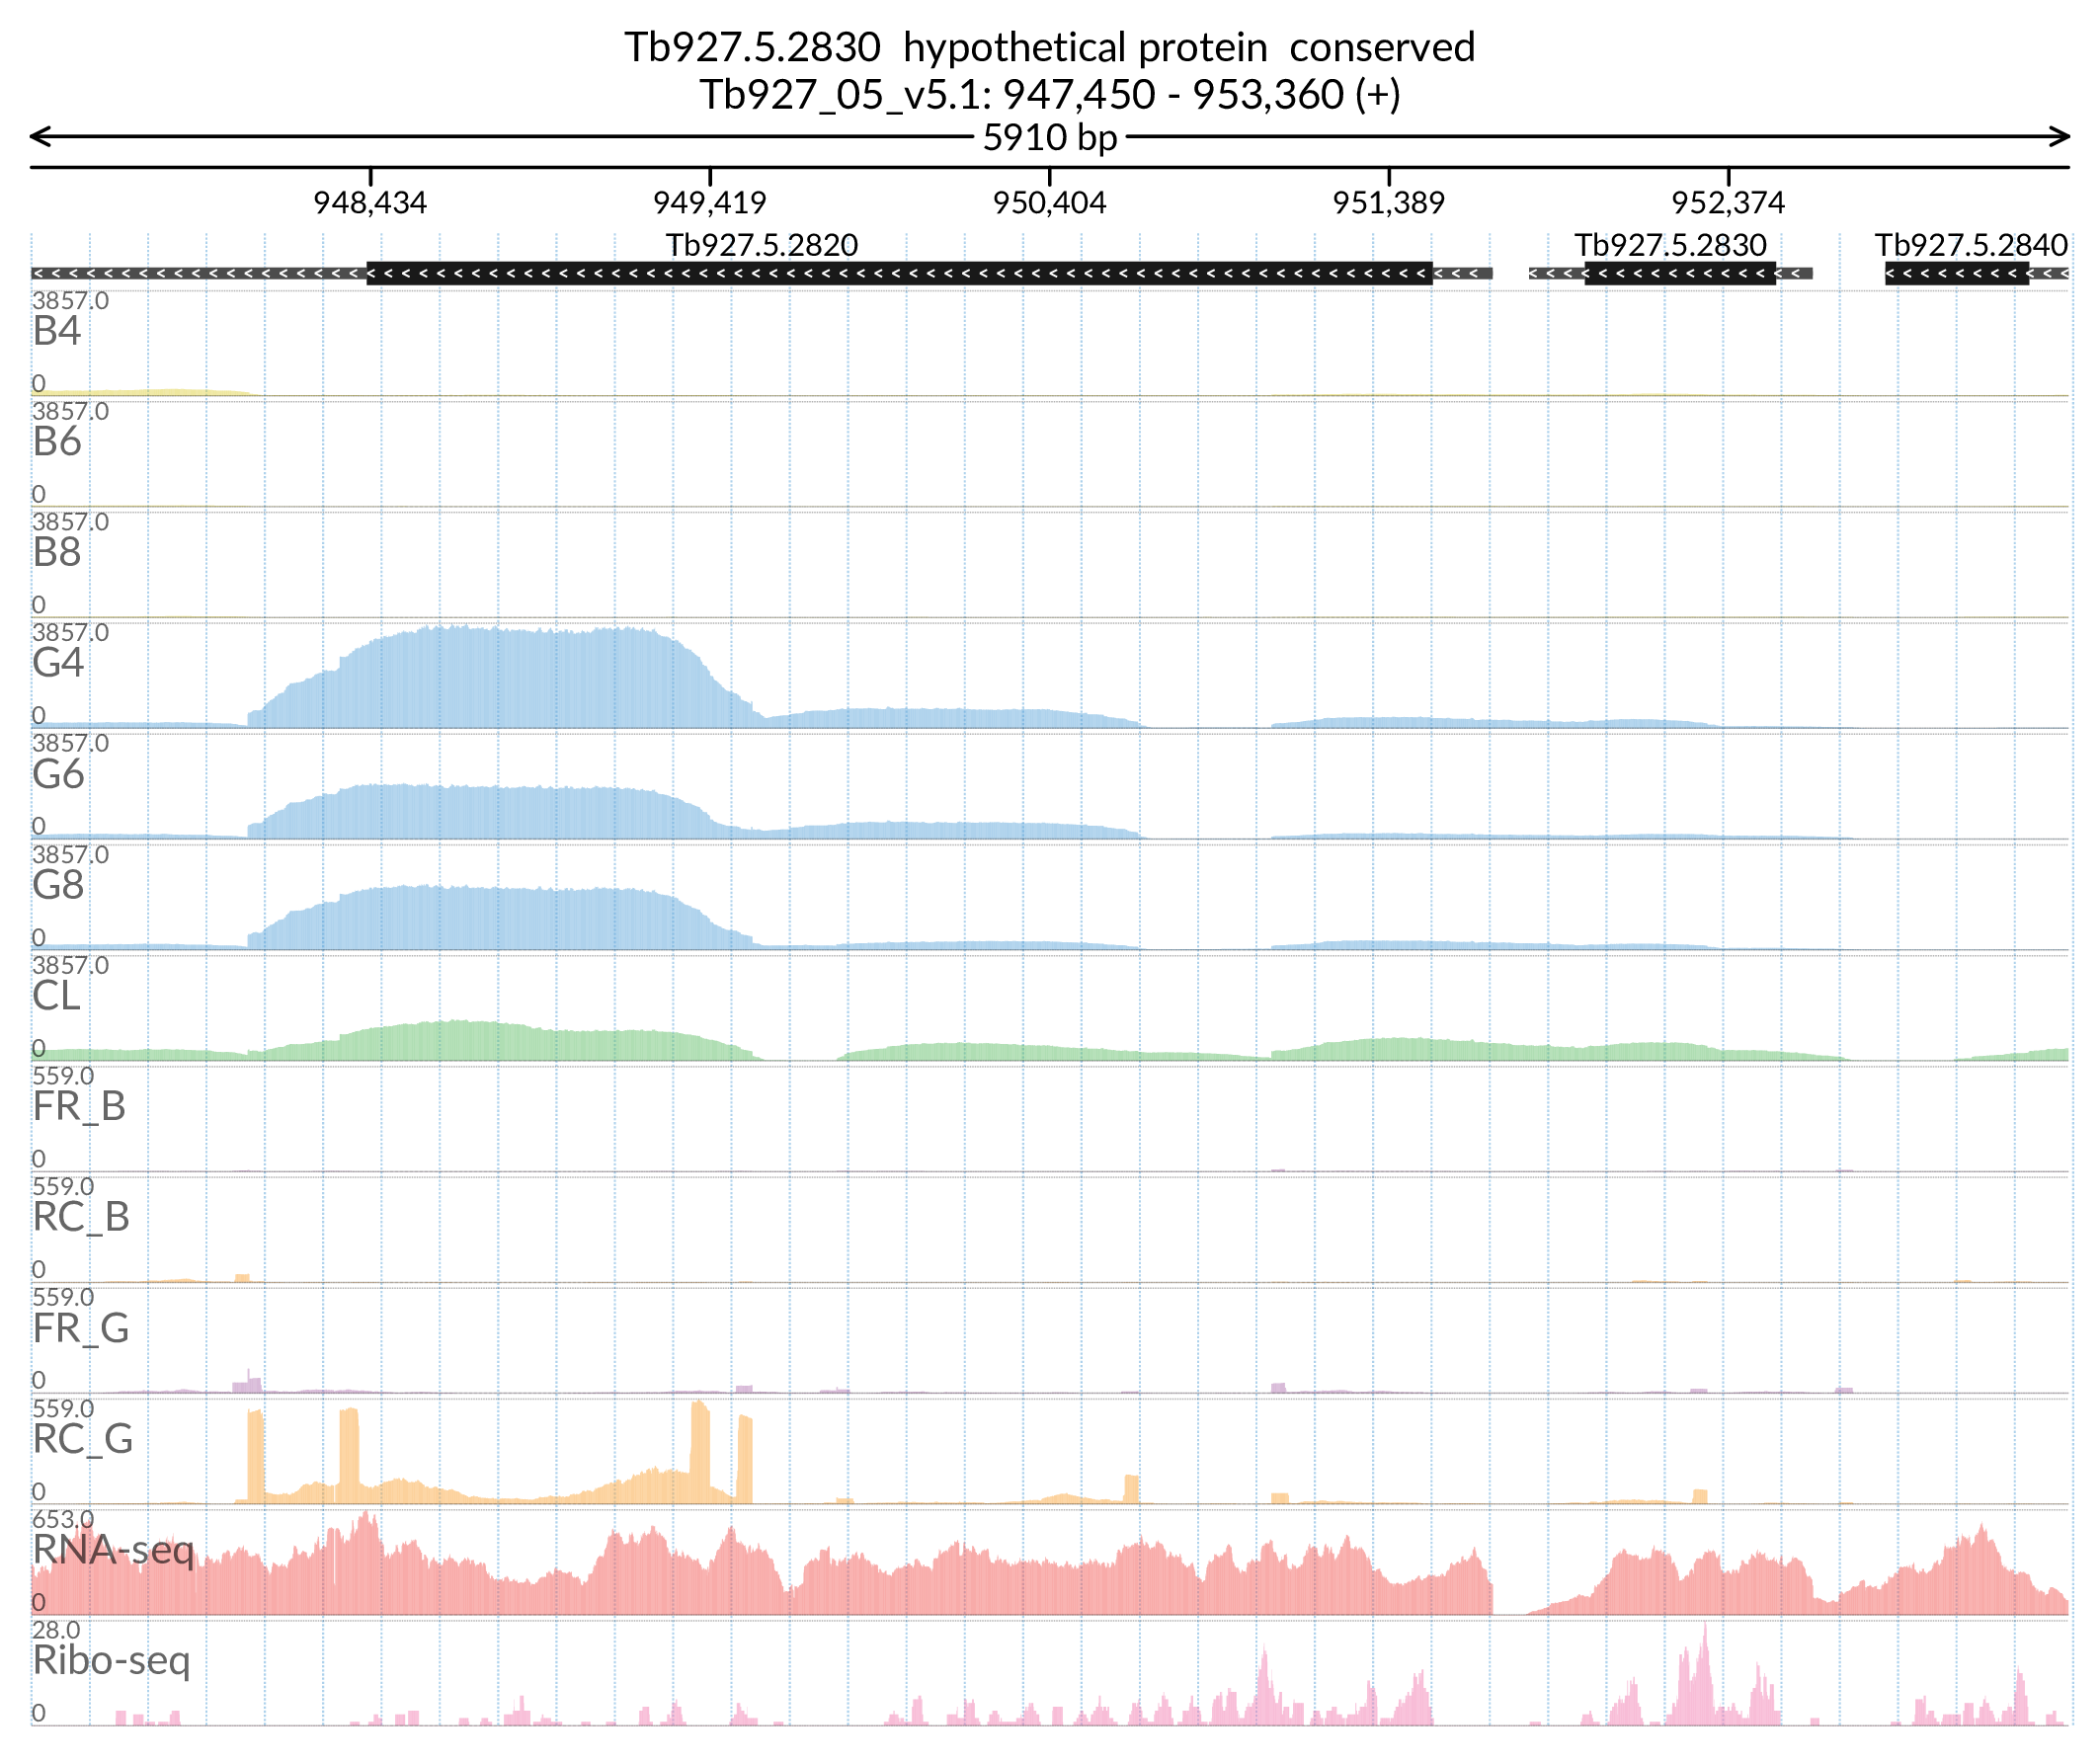 Tb927.5.2830 hypothetical protein conserved
Tb927_05_v5.1: 947,450 - 953,360 (+)
5910 bp
948,434 949,419 950,404 951,389 952,374
Tb927.5.2820 Tb927.5.2830 Tb927.5.2840
3857.0
B4
0
3857.0
B6
0
3857.0
B8
0
3857.0
G4
0
3857.0
G6
0
3857.0
G8
0
3857.0
CL
0
559.0
FR_B
0
559.0
RC_B
0
559.0
FR_G
0
559.0
RC_G
0
653.0
RNA-seq
0
28.0
Ribo-seq
0